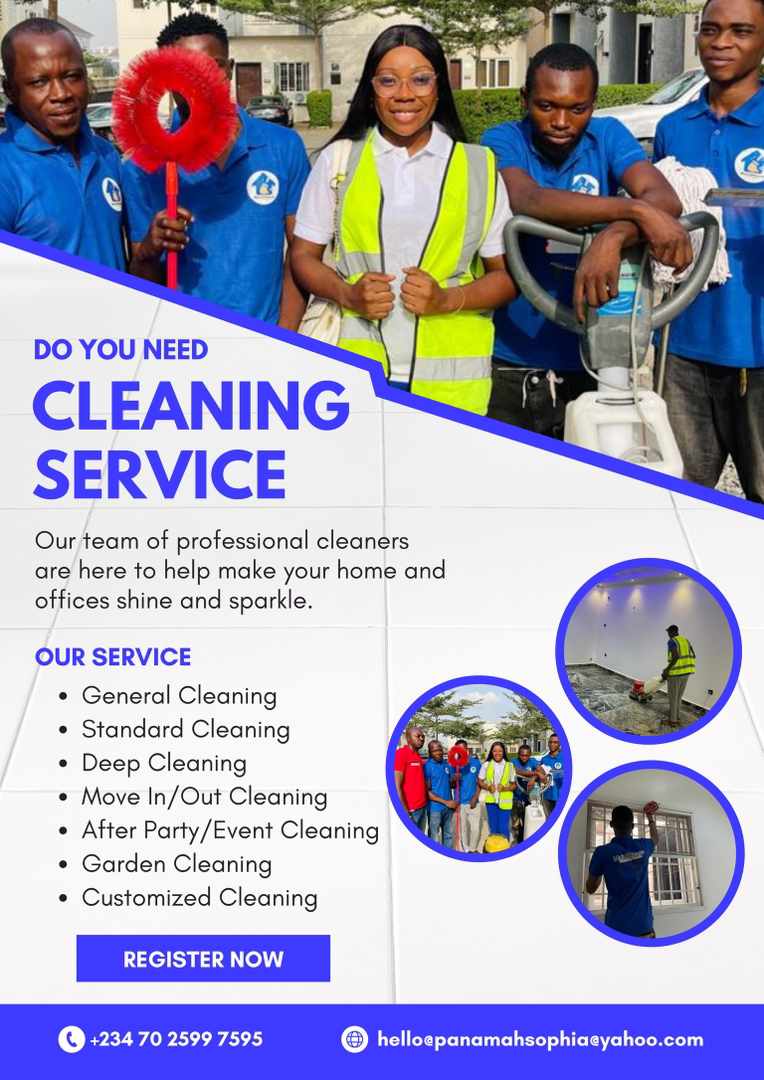 DO YOU NEED
CLEANING
SERVICE
Our team of professional cleaners
are here to help make your home and
offices shine and sparkle.
OUR SERVICE
• General Cleaning
• Standard Cleaning
• Deep Cleaning
• Move In/Out Cleaning
• After Party/Event Cleaning
• Garden Cleaning
• Customized Cleaning
REGISTER NOW
+234 70 2599 7595
hello@panamahsophia@yahoo.com